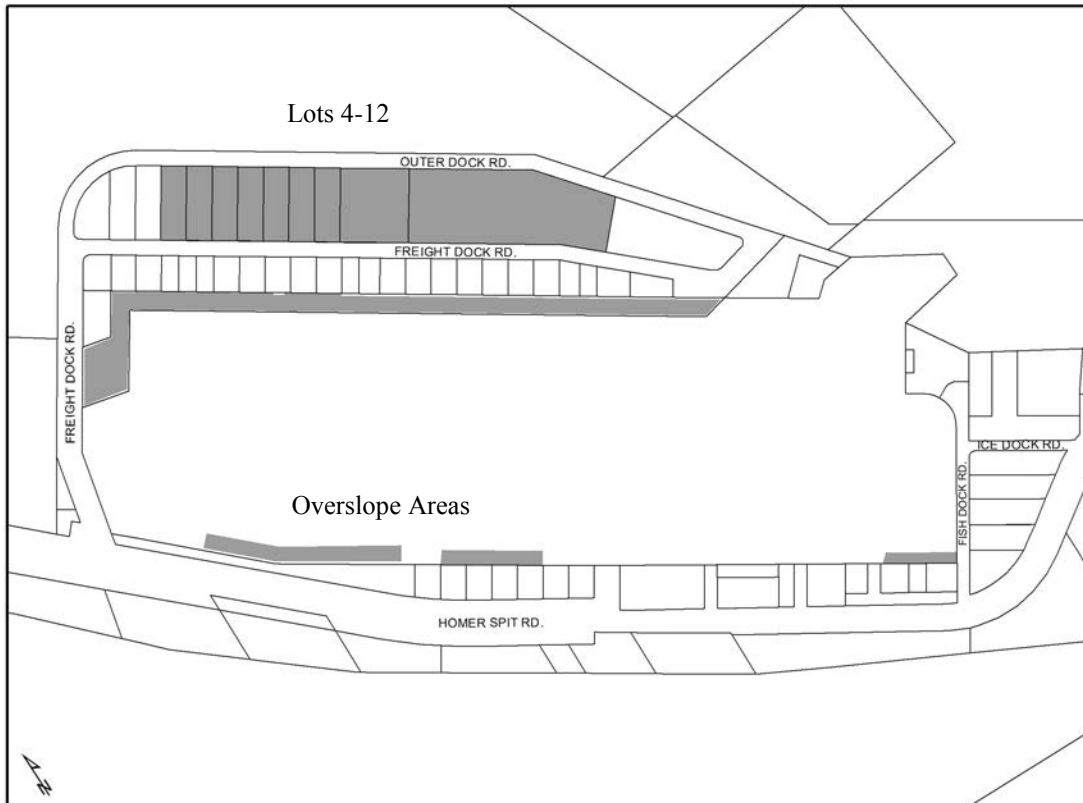 Lots 4-12
OUTER DOCK RD.
FREIGHT DOCK RD.
FREIGHT DOCK RD.
ICE DOCK RD.
FISH DOCK RD.
Overslope Areas
HOMER SPIT RD.
N